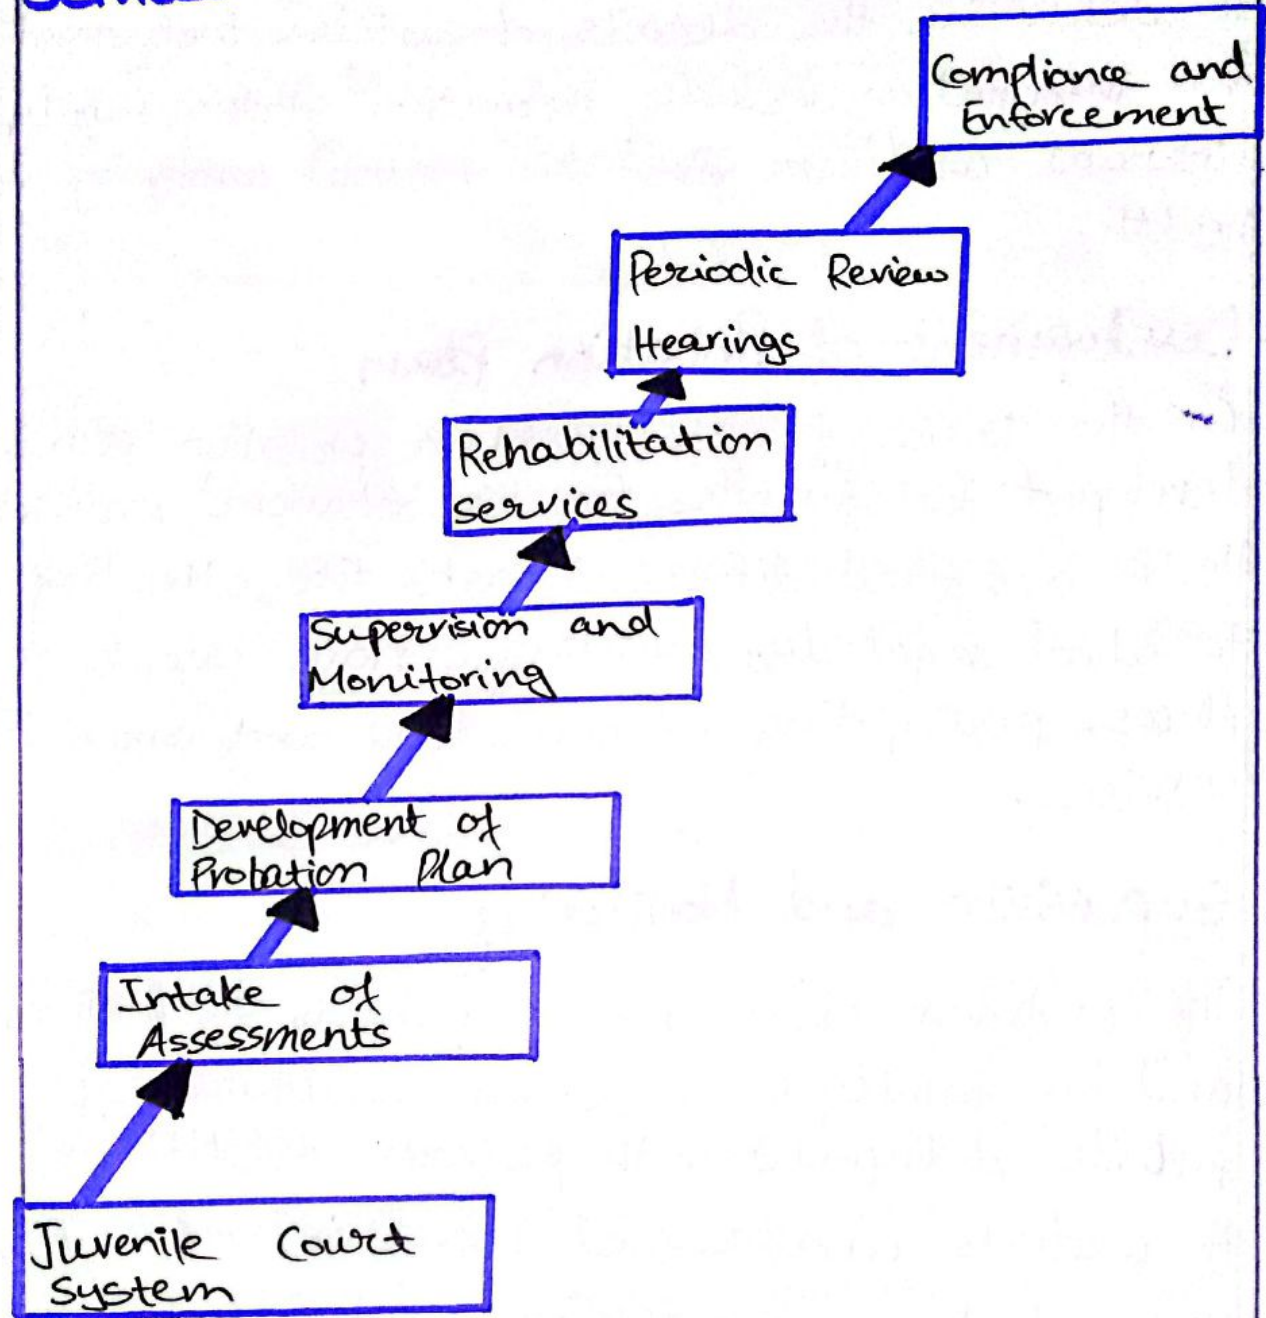 Compliance and
Enforcement
Periodic Review
Hearings
Rehabilitation
services
Supervision and
Monitoring
Development of
Probation Plan
Intake of
Assessments
Juvenile Court
System